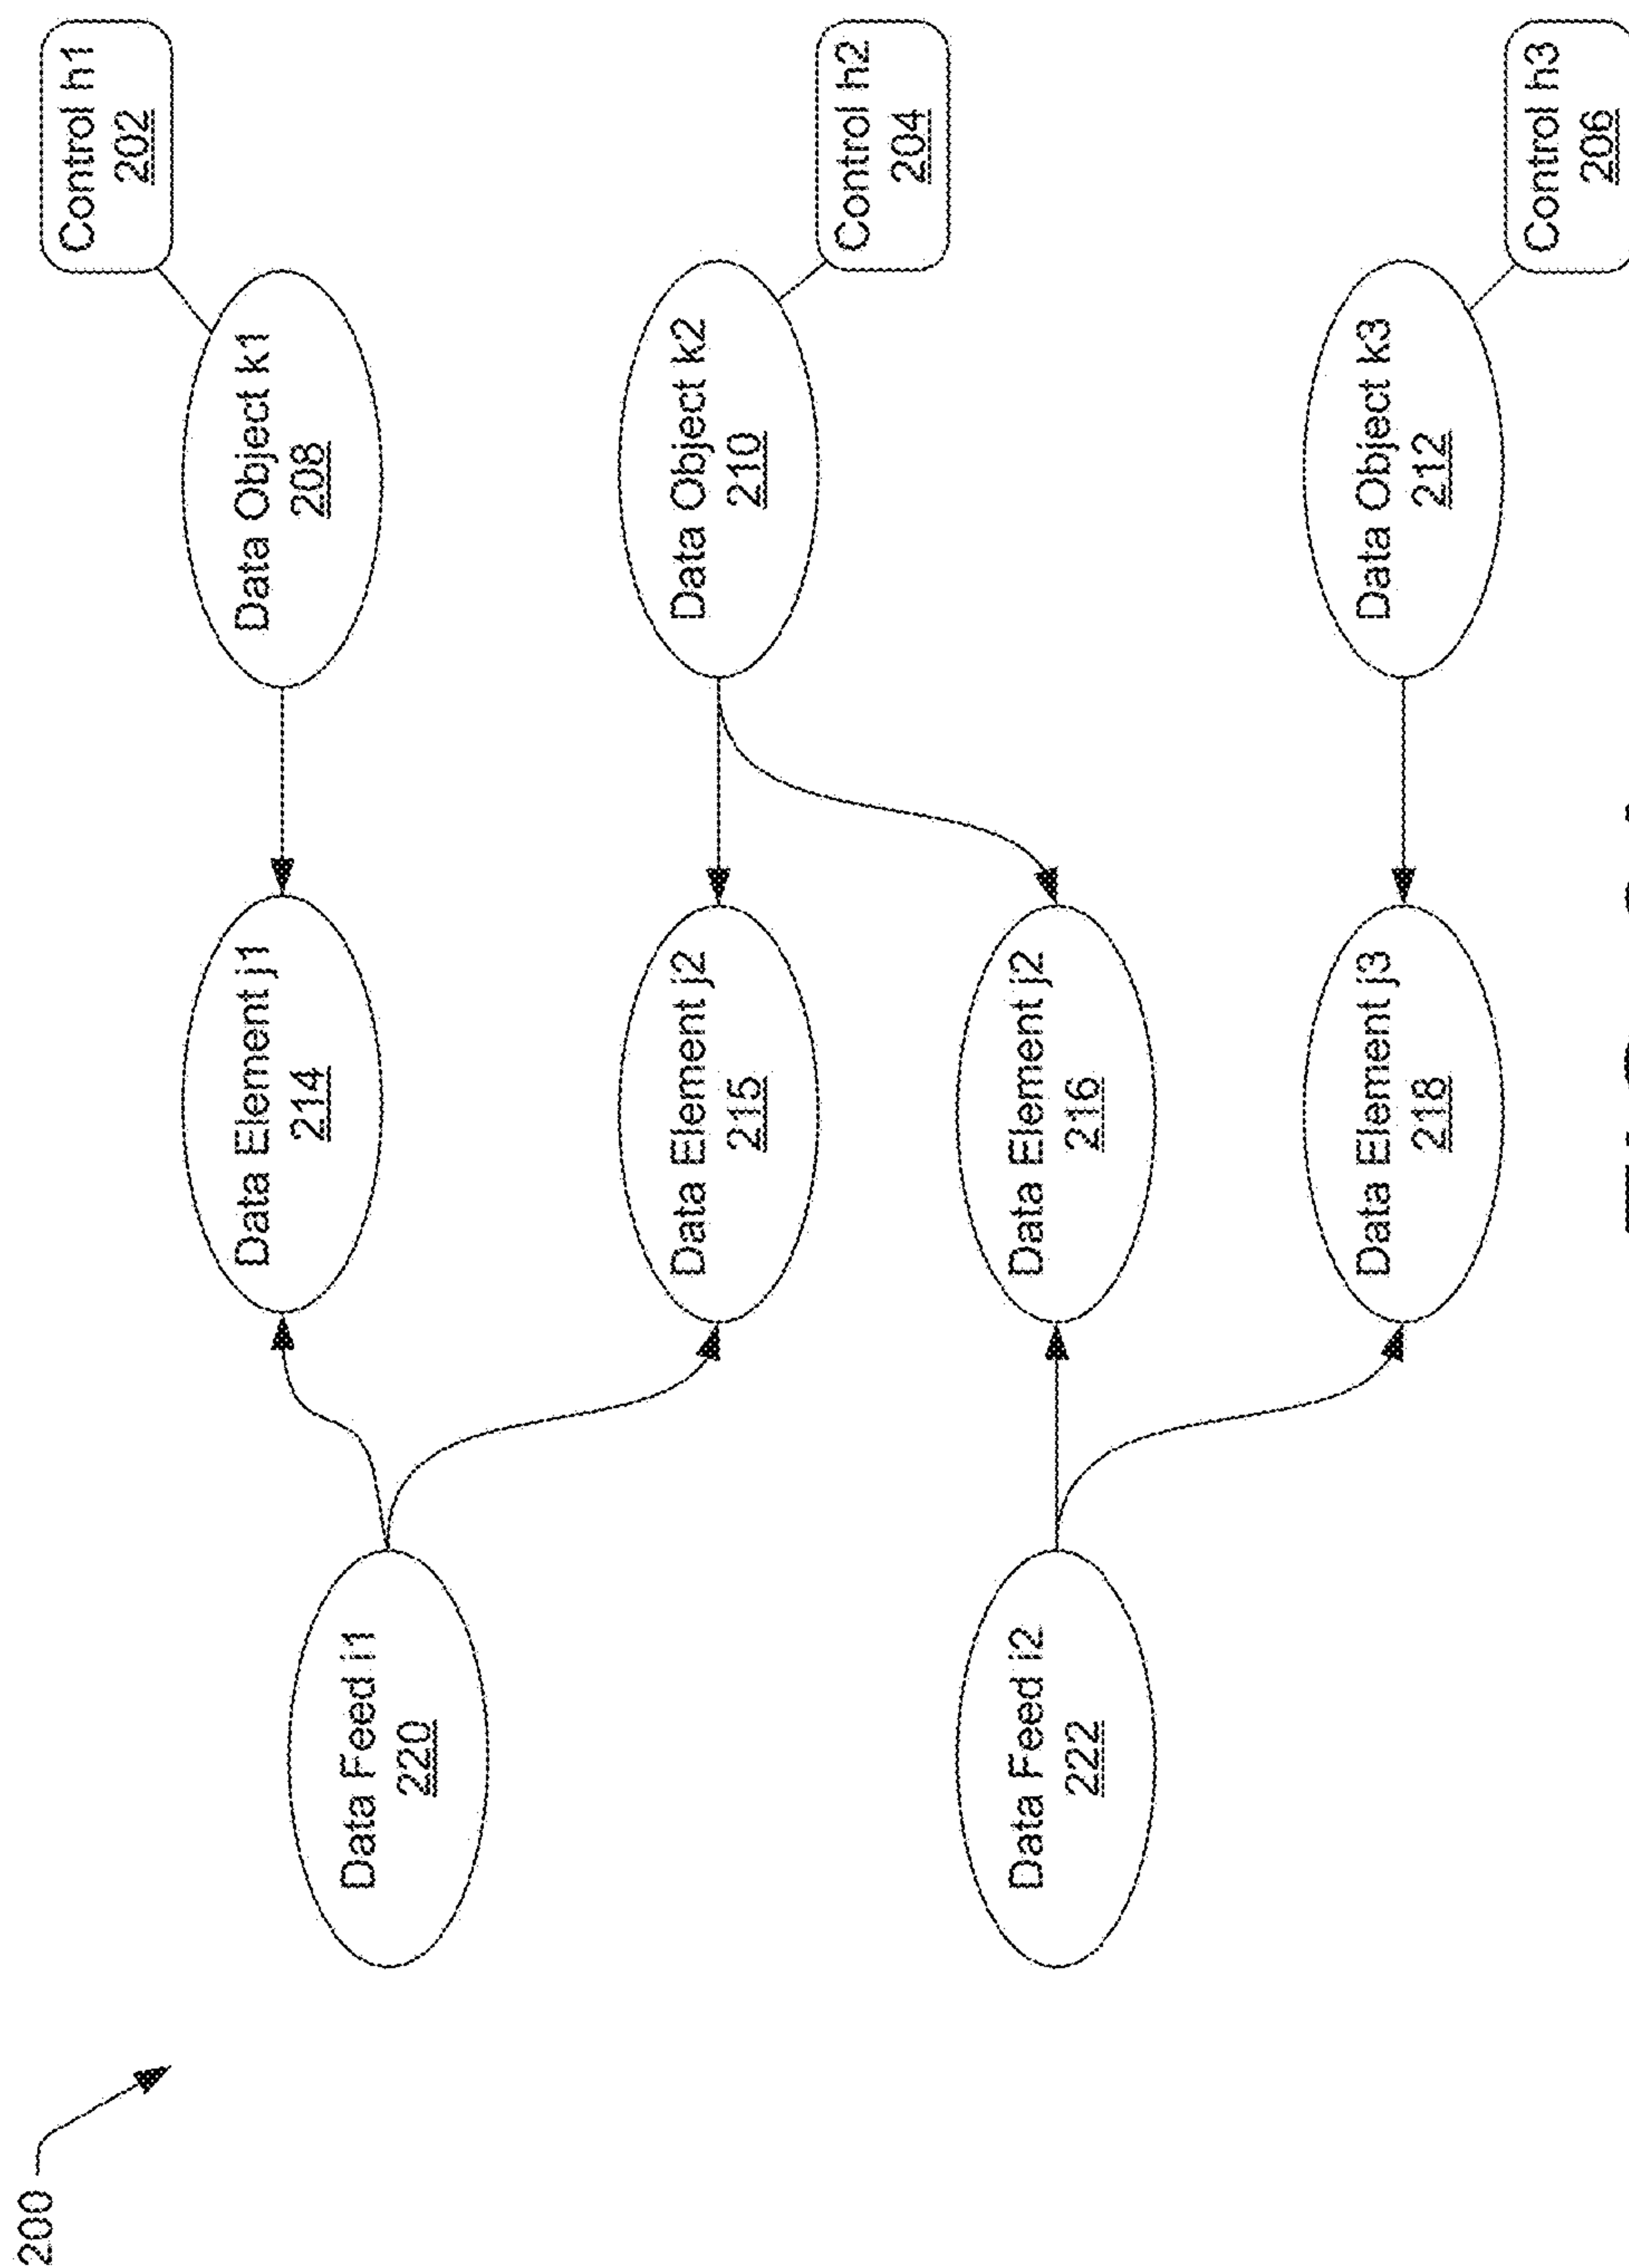 200
Data Feed i1
220
Data Feed i2
222
Data Element j1
214
Data Element j2
215
Data Element j2
216
Data Element j3
218
Data Object k1
208
Data Object k2
210
Data Object k3
212
Control h1
202
Control h2
204
Control h3
206